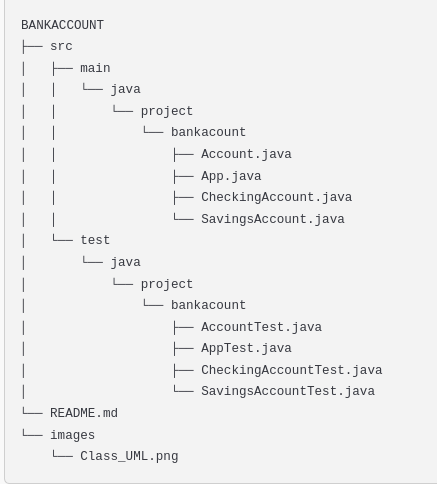 BANKACCOUNT
├── src
│   ├── main
│   │   └── java
│   │       └── project
│   │           └── bankacount
│   │               ├── Account.java
│   │               ├── App.java
│   │               ├── CheckingAccount.java
│   │               └── SavingsAccount.java
│   └── test
│       └── java
│           └── project
│               └── bankacount
│                   ├── AccountTest.java
│                   ├── AppTest.java
│                   ├── CheckingAccountTest.java
│                   └── SavingsAccountTest.java
└── README.md
└── images
    └── Class_UML.png